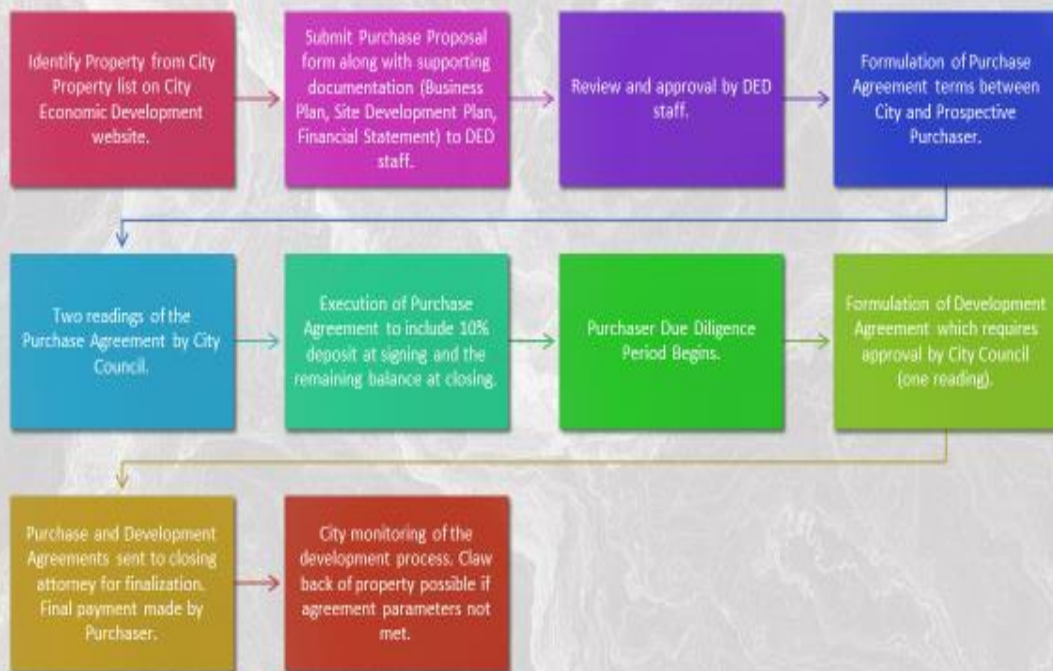 Identify Property from City
Property list on City
Economic Development
website.
Submit Purchase Proposal
form along with supporting
documentation (Business
Plan, Site Development Plan,
Financial Statement) to DED
staff.
Review and approval by DED
staff.
Formulation of Purchase
Agreement terms between
City and Prospective
Purchaser.
Two readings of the
Purchase Agreement by City
Council.
Execution of Purchase
Agreement to include 10%
deposit at signing and the
remaining balance at closing.
Purchaser Due Diligence
Period Begins.
Formulation of Development
Agreement which requires
approval by City Council
(one reading).
Purchase and Development
Agreements sent to closing
attorney for finalization.
Final payment made by
Purchaser.
City monitoring of the
development process. Claw
back of property possible if
agreement parameters not
met.